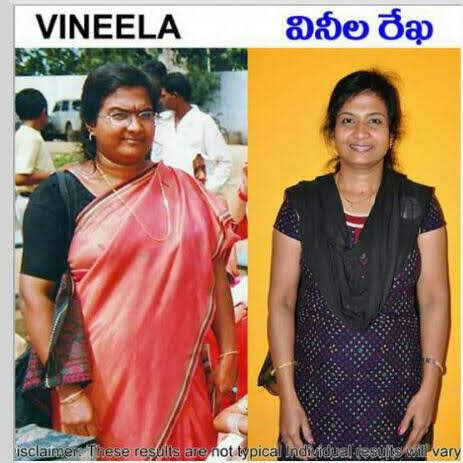 VINEELA వినీల రేఖ
isclaimer: These results are not typical Individual results will vary